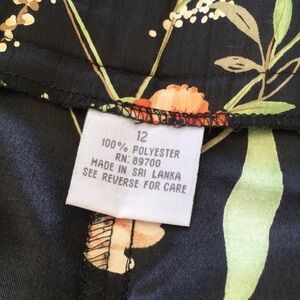 12
100% POLYESTER
RN: 89700
MADE IN SRI LANKA
SEE REVERSE FOR CARE